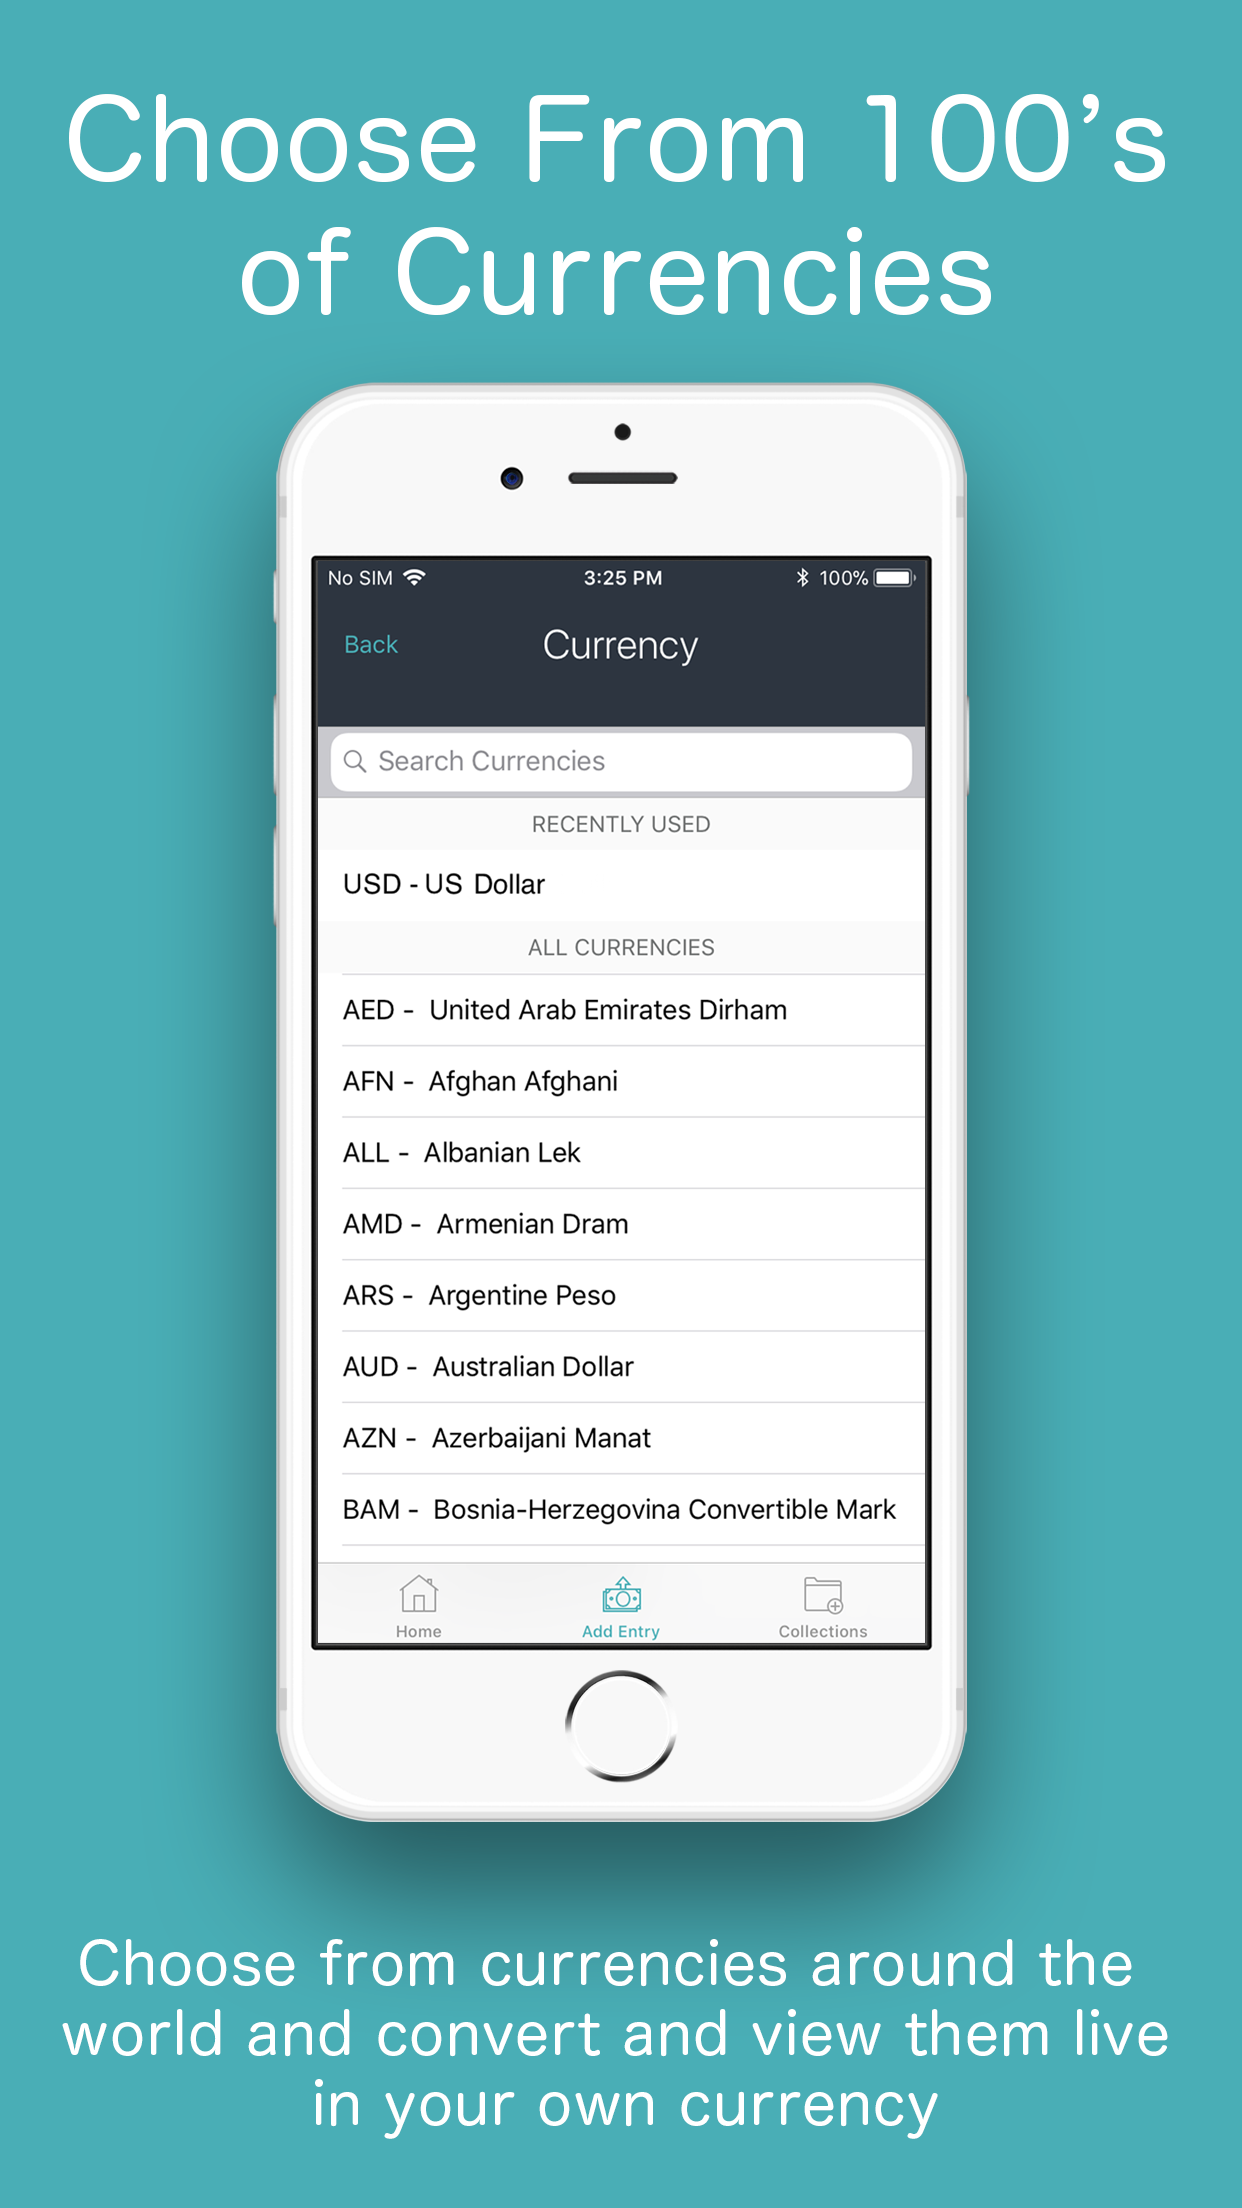 Choose From 100's
of Currencies
No SIM 3:25 PM 100%
Back Currency
Search Currencies
RECENTLY USED
USD - US Dollar
ALL CURRENCIES
AED - United Arab Emirates Dirham
AFN - Afghan Afghani
ALL - Albanian Lek
AMD - Armenian Dram
ARS - Argentine Peso
AUD - Australian Dollar
AZN - Azerbaijani Manat
BAM - Bosnia-Herzegovina Convertible Mark
Home Add Entry Collections
Choose from currencies around the
world and convert and view them live
in your own currency